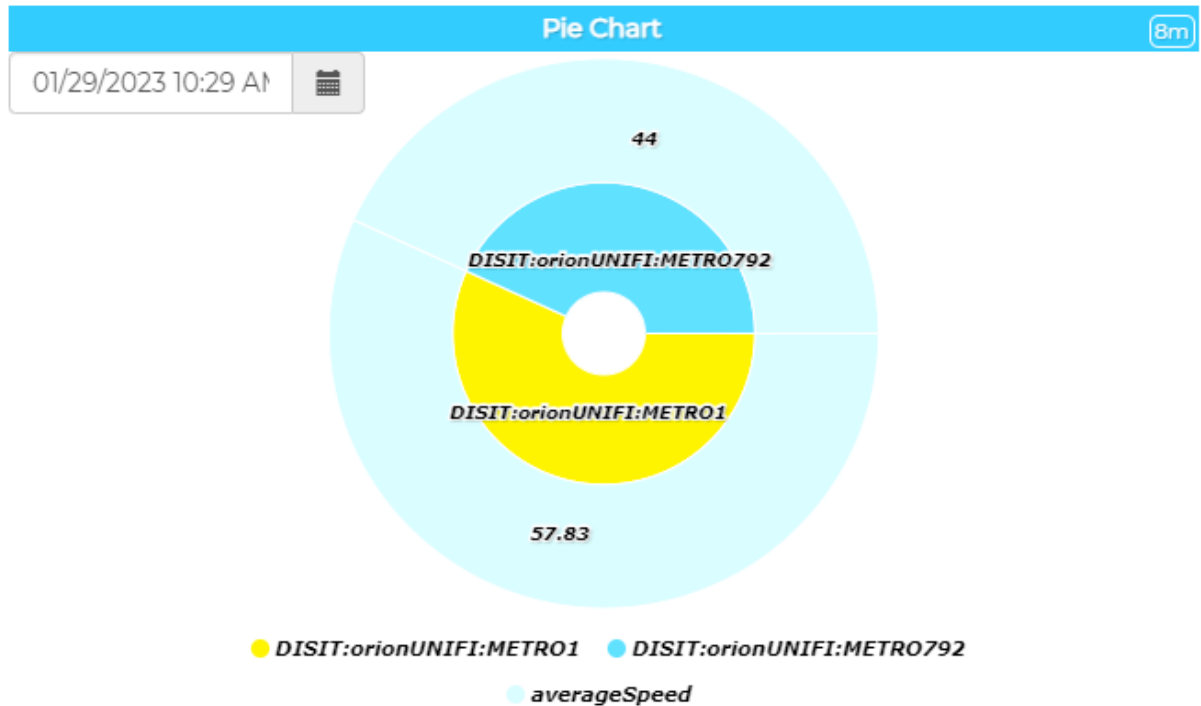 Pie Chart
8m
01/29/2023 10:29 AM
44
DISIT:orionUNIFI:METRO792
DISIT:orionUNIFI:METRO1
57.83
DISIT:orionUNIFI:METRO1 DISIT:orionUNIFI:METRO792
averageSpeed